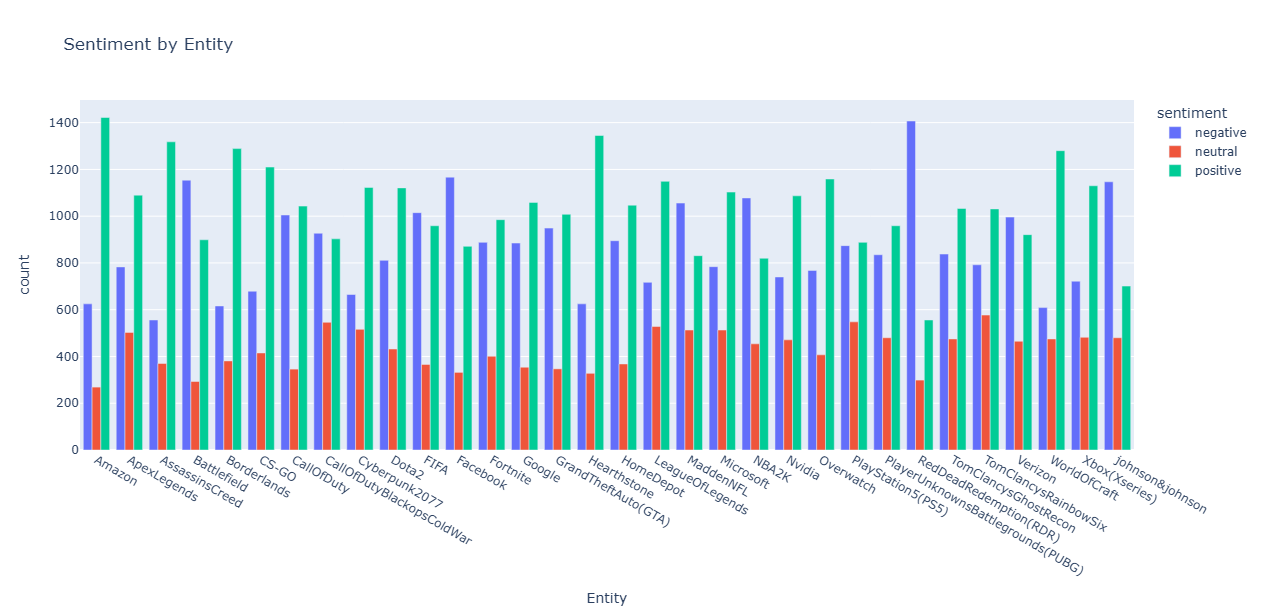 Sentiment by Entity
sentiment
negative
neutral
positive
count
1400
1200
1000
800
600
400
200
0
Amazon
ApexLegends
AssassinsCreed
Battlefield
Borderlands
CS-GO
CallOfDuty
CallOfDutyBlackopsColdWar
Cyberpunk2077
Dota2
FIFA
Facebook
Fortnite
Google
GrandTheftAuto(GTA)
Hearthstone
HomeDepot
LeagueOfLegends
MaddenNFL
Microsoft
NBA2K
Nvidia
Overwatch
PlayStation5(PS5)
PlayerUnknownsBattlegrounds(PUBG)
RedDeadRedemption(RDR)
TomClancysGhostRecon
TomClancysRainbowSix
Verizon
WorldOfCraft
Xbox(Xseries)
johnson&johnson
Entity